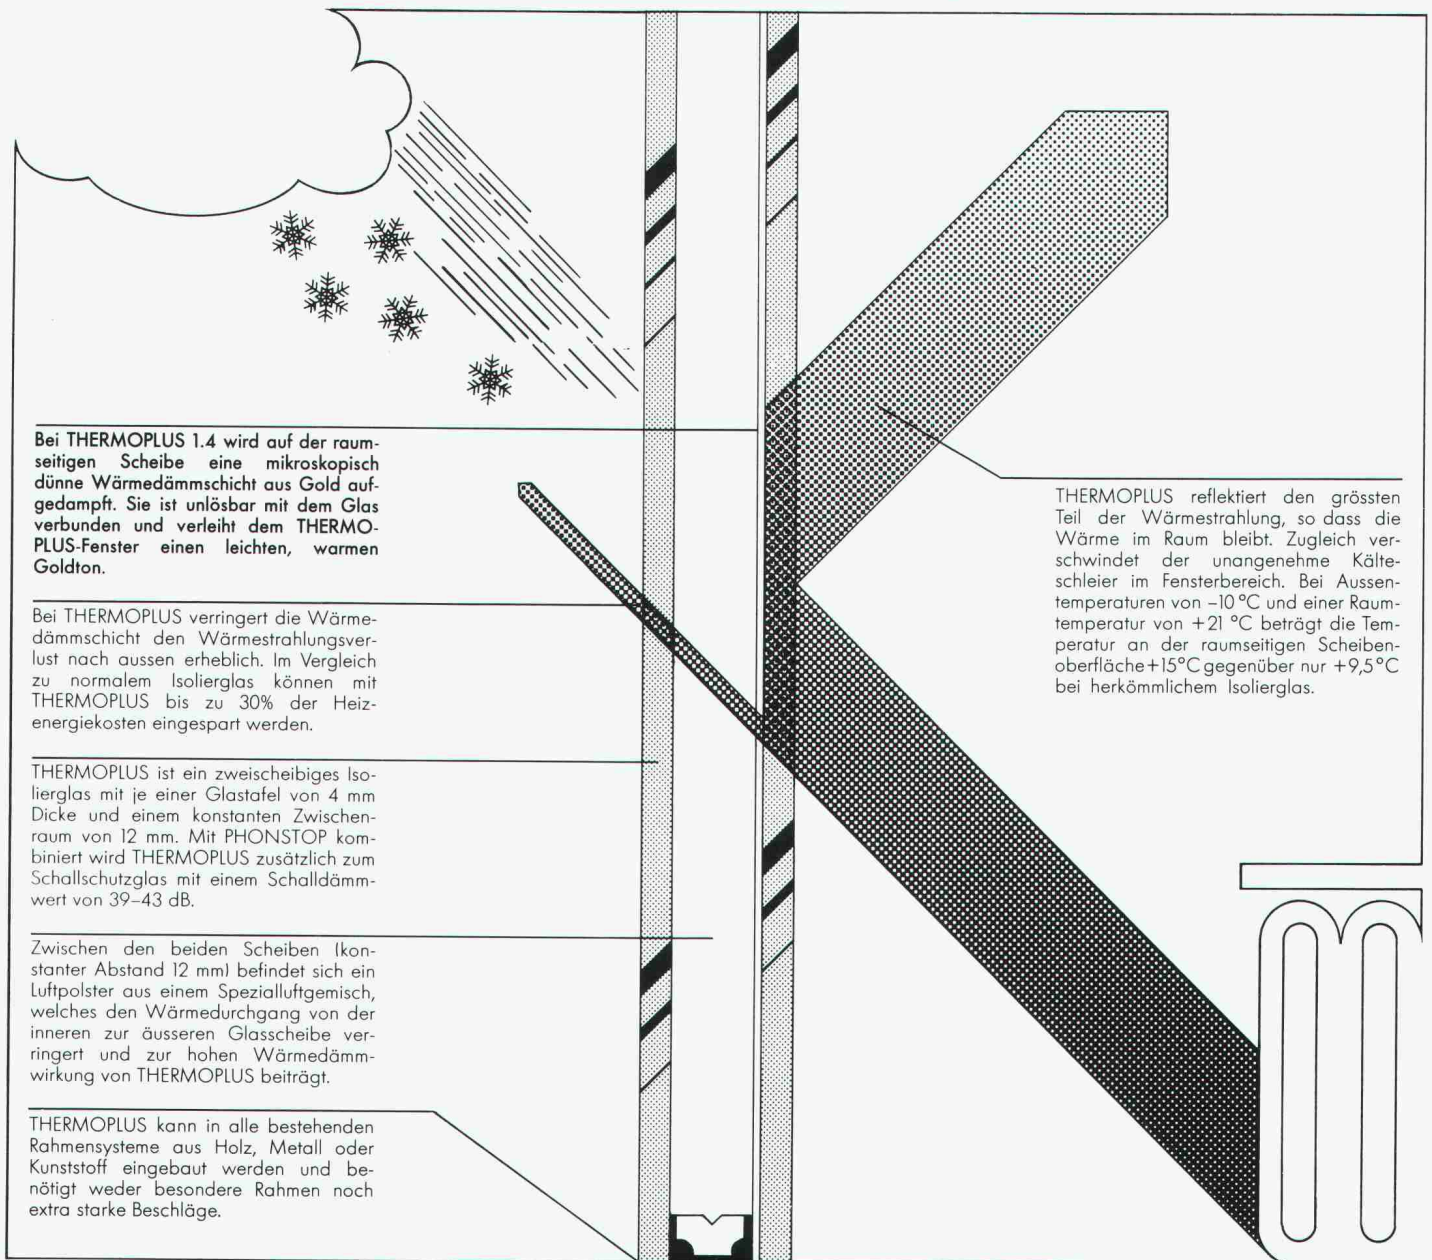 Bei THERMOPLUS 1.4 wird auf der raum-
seitigen Scheibe eine mikroskopisch
dünne Wärmedämmschicht aus Gold auf-
gedampft. Sie ist unlösbar mit dem Glas
verbunden und verleiht dem THERMO-
PLUS-Fenster einen leichten, warmen
Goldton.
Bei THERMOPLUS verringert die Wärme-
dämmschicht den Wärmestrahlungsver-
lust nach aussen erheblich. Im Vergleich
zu normalem Isolierglas können mit
THERMOPLUS bis zu 30% der Heiz-
energiekosten eingespart werden.
THERMOPLUS ist ein zweischeibiges Iso-
lierglas mit je einer Glastafel von 4 mm
Dicke und einem konstanten Zwischen-
raum von 12 mm. Mit PHONSTOP kom-
biniert wird THERMOPLUS zusätzlich zum
Schallschutzglas mit einem Schalldämm-
wert von 39–43 dB.
Zwischen den beiden Scheiben (kon-
stanter Abstand 12 mm) befindet sich ein
Luftpolster aus einem Spezialluftgemisch,
welches den Wärmedurchgang von der
inneren zur äusseren Glasscheibe ver-
ringert und zur hohen Wärmedämm-
wirkung von THERMOPLUS beiträgt.
THERMOPLUS kann in alle bestehenden
Rahmensysteme aus Holz, Metall oder
Kunststoff eingebaut werden und be-
nötigt weder besondere Rahmen noch
extra starke Beschläge.
THERMOPLUS reflektiert den grössten
Teil der Wärmestrahlung, so dass die
Wärme im Raum bleibt. Zugleich ver-
schwindet der unangenehme Kälte-
schleier im Fensterbereich. Bei Aussen-
temperaturen von –10 °C und einer Raum-
temperatur von +21 °C beträgt die Tem-
peratur an der raumseitigen Scheiben-
oberfläche +15°C gegenüber nur +9,5°C
bei herkömmlichem Isolierglas.